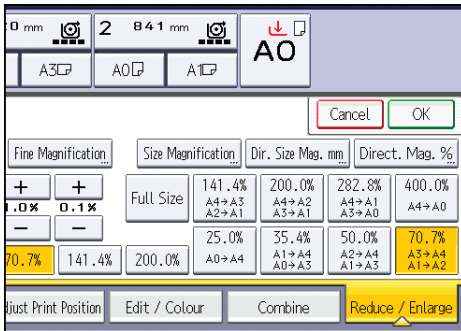 0 mm
2 841 mm
A0
A3
A0
A1
Cancel
OK
Fine Magnification
Size Magnification
Dir. Size Mag. mm
Direct. Mag. %
+ +
1.0% 0.1%
− −
Full Size
141.4%
A4→A3
A2→A1
200.0%
A4→A2
A3→A1
282.8%
A4→A1
A3→A0
400.0%
A4→A0
25.0%
A0→A4
35.4%
A1→A4
A0→A3
50.0%
A2→A4
A1→A3
70.7%
A3→A4
A1→A2
70.7%
141.4%
200.0%
djust Print Position
Edit / Colour
Combine
Reduce / Enlarge